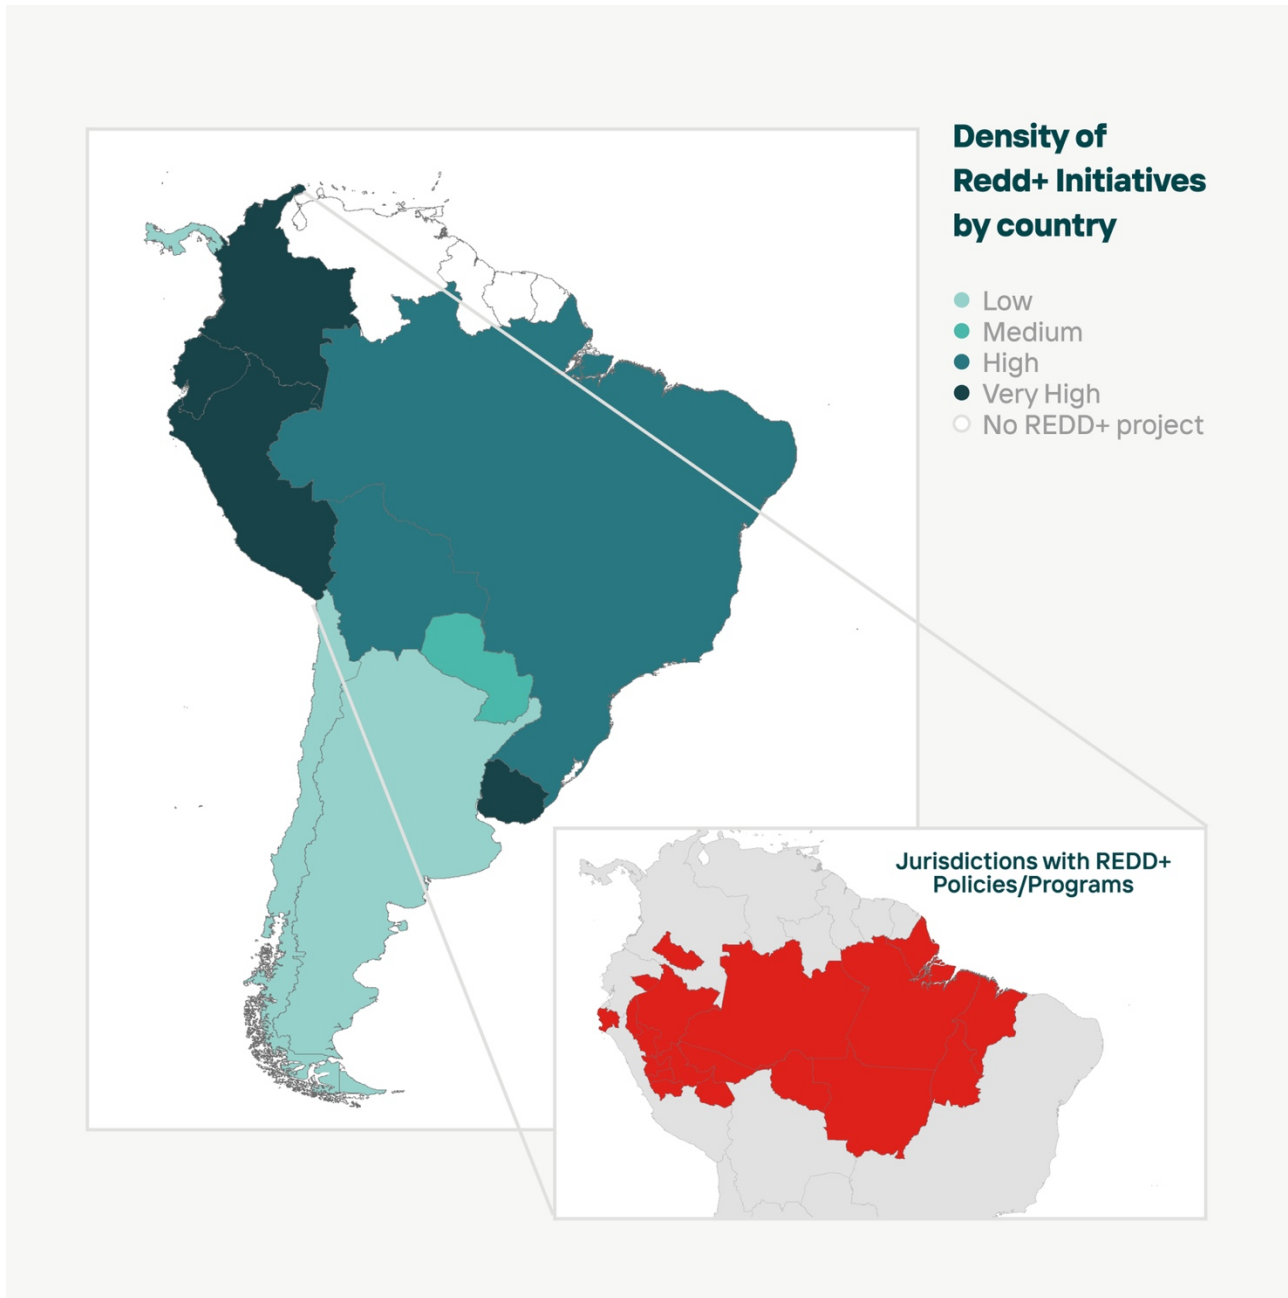 Density of
Redd+ Initiatives
by country
Low
Medium
High
Very High
No REDD+ project
Jurisdictions with REDD+
Policies/Programs